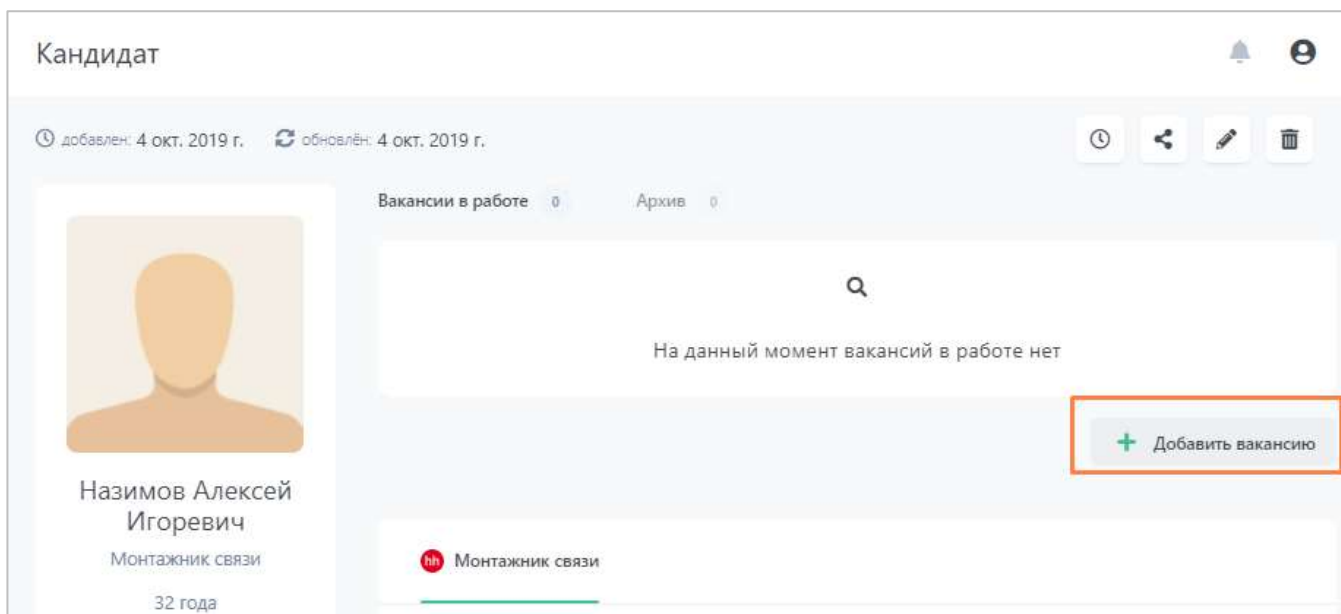 Кандидат
добавлен: 4 окт. 2019 г. обновлён: 4 окт. 2019 г.
Вакансии в работе 0 Архив 0
На данный момент вакансий в работе нет
Добавить вакансию
Назимов Алексей
Игоревич
Монтажник связи
32 года
hh Монтажник связи